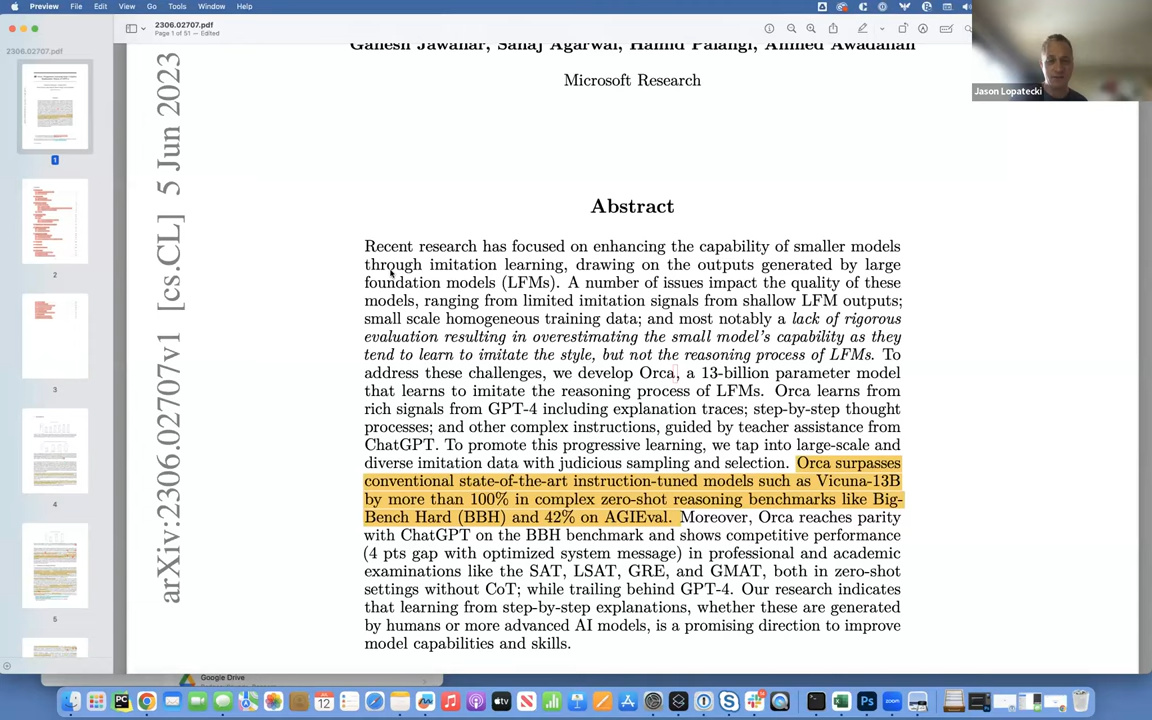 Preview
File
Edit
View
Go
Tools
Window
Help
2306.02707.pdf
Page 1 of 51 – Edited
2306.02707.pdf
1
2
3
4
5
Jason Lopatecki
Ganesh Jawahar, Sahaj Agarwal, Hamid Palangi, Ahmed Awadallah
Microsoft Research
arXiv:2306.02707v1 [cs.CL] 5 Jun 2023
Abstract
Recent research has focused on enhancing the capability of smaller models
through imitation learning, drawing on the outputs generated by large
foundation models (LFMs). A number of issues impact the quality of these
models, ranging from limited imitation signals from shallow LFM outputs;
small scale homogeneous training data; and most notably a lack of rigorous
evaluation resulting in overestimating the small model's capability as they
tend to learn to imitate the style, but not the reasoning process of LFMs. To
address these challenges, we develop Orca, a 13-billion parameter model
that learns to imitate the reasoning process of LFMs. Orca learns from
rich signals from GPT-4 including explanation traces; step-by-step thought
processes; and other complex instructions, guided by teacher assistance from
ChatGPT. To promote this progressive learning, we tap into large-scale and
diverse imitation data with judicious sampling and selection. Orca surpasses
conventional state-of-the-art instruction-tuned models such as Vicuna-13B
by more than 100% in complex zero-shot reasoning benchmarks like Big-
Bench Hard (BBH) and 42% on AGIEval. Moreover, Orca reaches parity
with ChatGPT on the BBH benchmark and shows competitive performance
(4 pts gap with optimized system message) in professional and academic
examinations like the SAT, LSAT, GRE, and GMAT, both in zero-shot
settings without CoT; while trailing behind GPT-4. Our research indicates
that learning from step-by-step explanations, whether these are generated
by humans or more advanced AI models, is a promising direction to improve
model capabilities and skills.
Google Drive
PC
12
tv
zoom
Ps